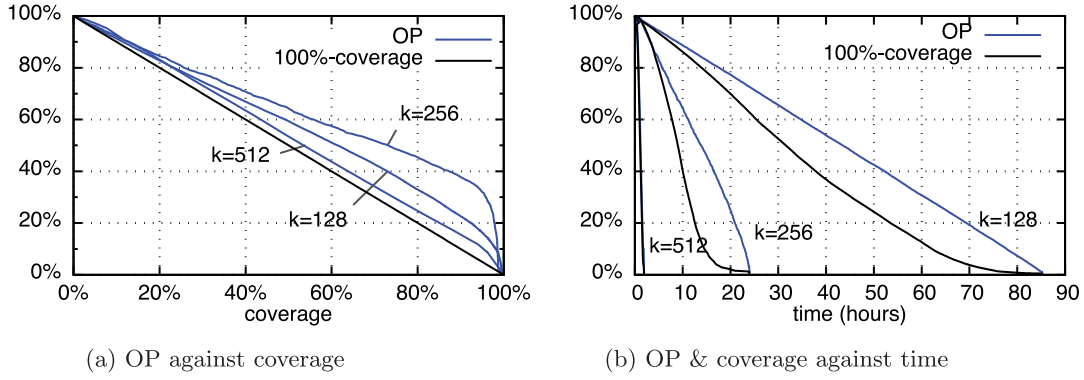 100%
80%
60%
40%
20%
0%
0%
20%
40%
60%
80%
100%
coverage
OP
100%-coverage
k=256
k=512
k=128
(a) OP against coverage
100%
80%
60%
40%
20%
0%
0
10
20
30
40
50
60
70
80
90
time (hours)
OP
100%-coverage
k=128
k=256
k=512
(b) OP & coverage against time